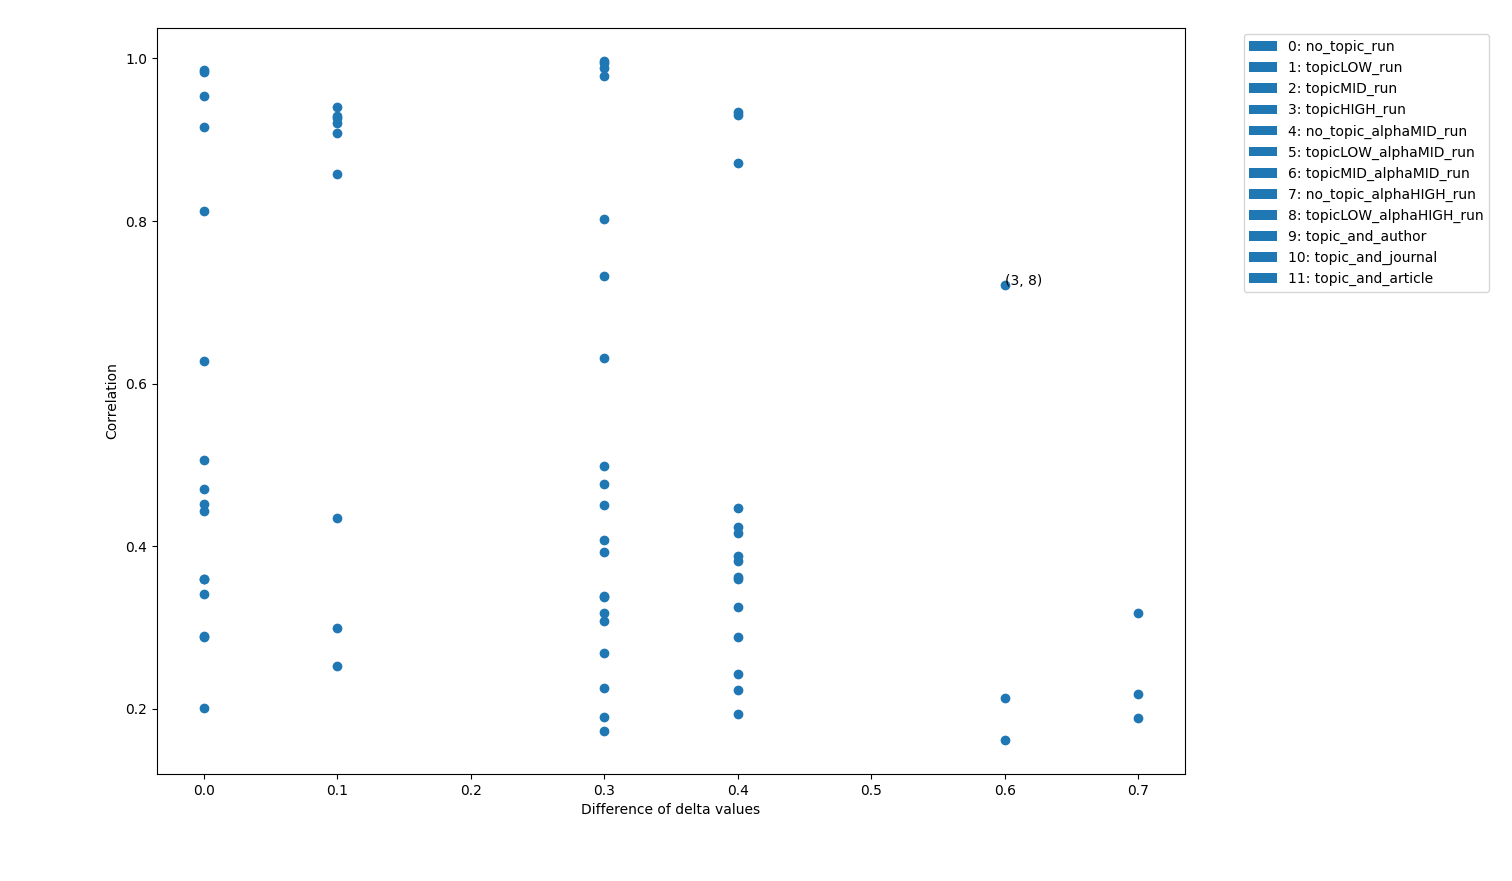 1.0
0.8
0.6
0.4
0.2
Correlation
(3, 8)
0.0 0.1 0.2 0.3 0.4 0.5 0.6 0.7
Difference of delta values
0: no_topic_run
1: topicLOW_run
2: topicMID_run
3: topicHIGH_run
4: no_topic_alphaMID_run
5: topicLOW_alphaMID_run
6: topicMID_alphaMID_run
7: no_topic_alphaHIGH_run
8: topicLOW_alphaHIGH_run
9: topic_and_author
10: topic_and_journal
11: topic_and_article